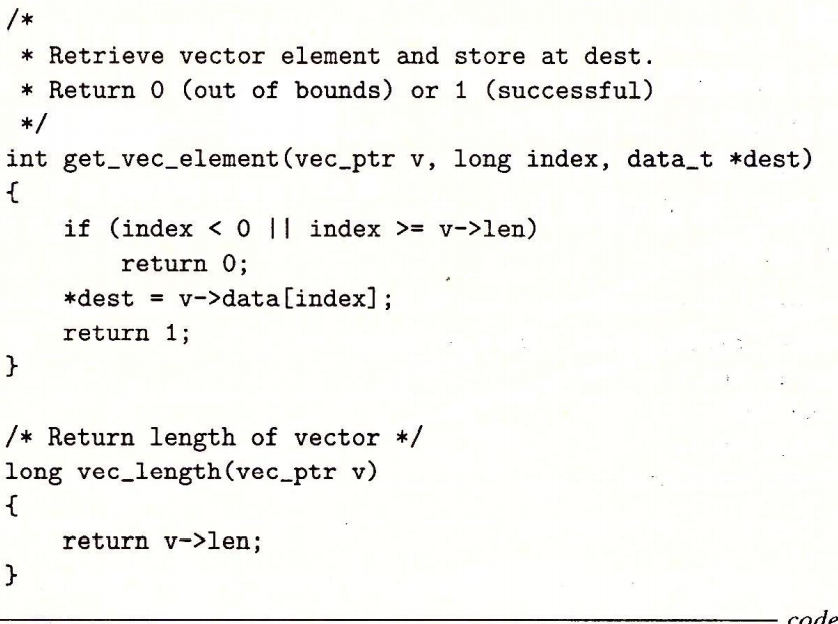 /*
 * Retrieve vector element and store at dest.
 * Return 0 (out of bounds) or 1 (successful)
 */
int get_vec_element(vec_ptr v, long index, data_t *dest)
{
    if (index < 0 || index >= v->len)
        return 0;
    *dest = v->data[index];
    return 1;
}

/* Return length of vector */
long vec_length(vec_ptr v)
{
    return v->len;
}
code